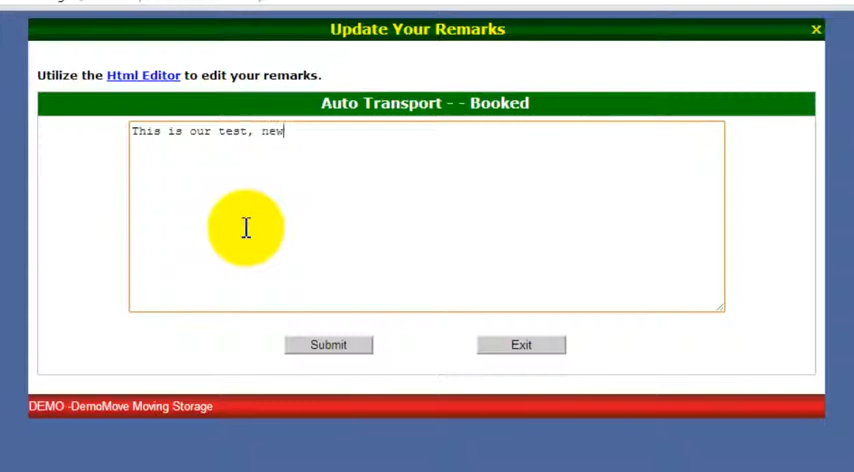 Update Your Remarks x
Utilize the Html Editor to edit your remarks.
Auto Transport - - Booked
This is our test, new
Submit Exit
DEMO -DemoMove Moving Storage